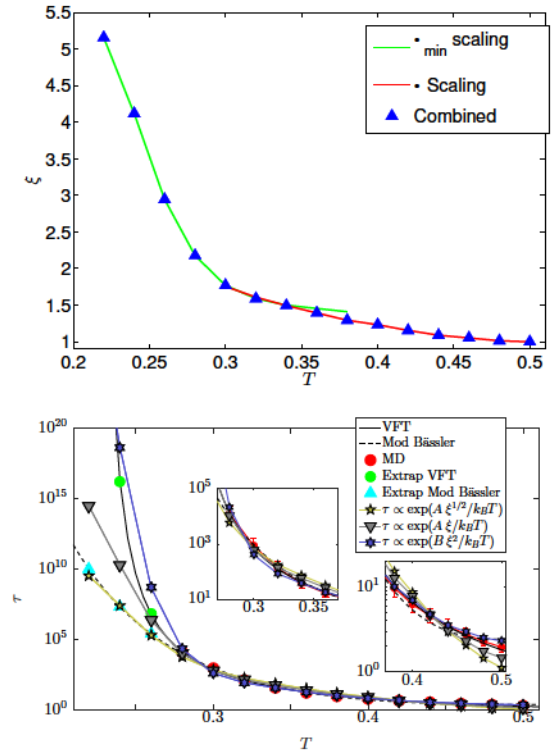 5.5
5
4.5
4
3.5
3
2.5
2
1.5
1
ξ
0.2 0.25 0.3 0.35 0.4 0.45 0.5
T
•min scaling
• Scaling
Combined
10^20
10^15
10^10
10^5
10^0
τ
0.3 0.4 0.5
T
VFT
Mod Bässler
MD
Extrap VFT
Extrap Mod Bässler
τ ∝ exp(A ξ^1/2/k_BT)
τ ∝ exp(A ξ/k_BT)
τ ∝ exp(B ξ^2/k_BT)
10^5
10^3
10^1
0.3 0.35
10^1
10^0
0.4 0.5